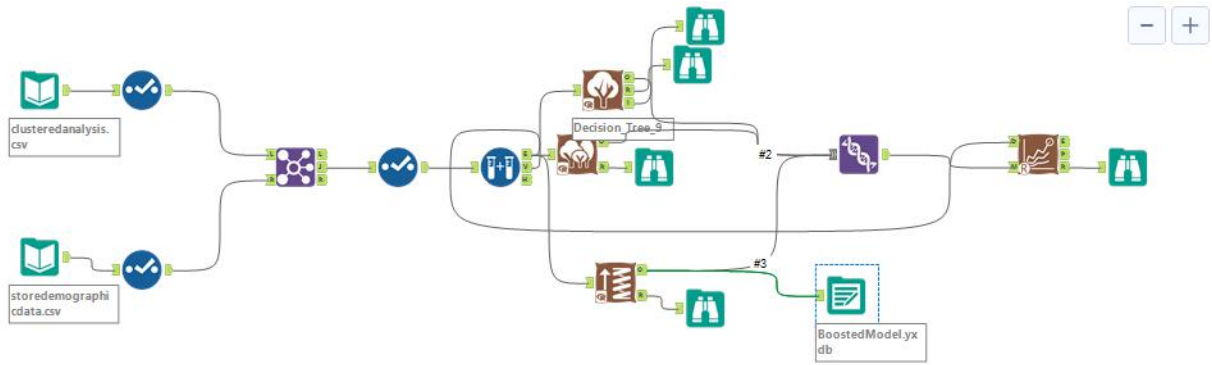 clusteredanalysis.
csv
Decision_Tree_9
#2
storedemographi
cdata.csv
#3
BoostedModel.yx
db